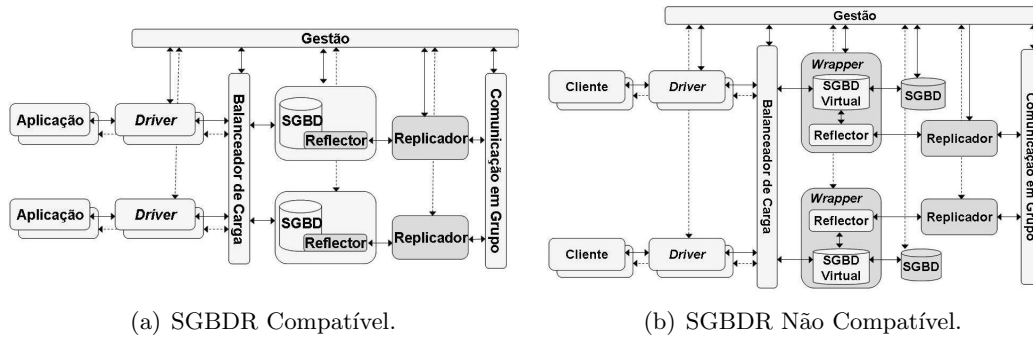 Gestão
Aplicação
Driver
Balanceador de Carga
SGBD
Reflector
Replicador
Comunicação em Grupo
Aplicação
Driver
SGBD
Reflector
Replicador
(a) SGBDR Compatível.
Gestão
Cliente
Driver
Balanceador de Carga
Wrapper
SGBD
Virtual
Reflector
SGBD
Replicador
Comunicação em Grupo
Wrapper
Reflector
SGBD
Virtual
Replicador
SGBD
Cliente
Driver
(b) SGBDR Não Compatível.